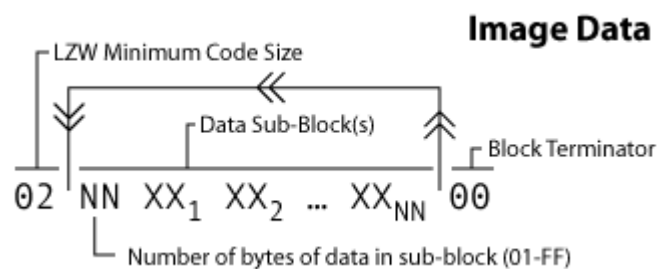 Image Data
LZW Minimum Code Size
Data Sub-Block(s)
Block Terminator
02 NN XX₁ XX₂ … XX_NN 00
Number of bytes of data in sub-block (01-FF)